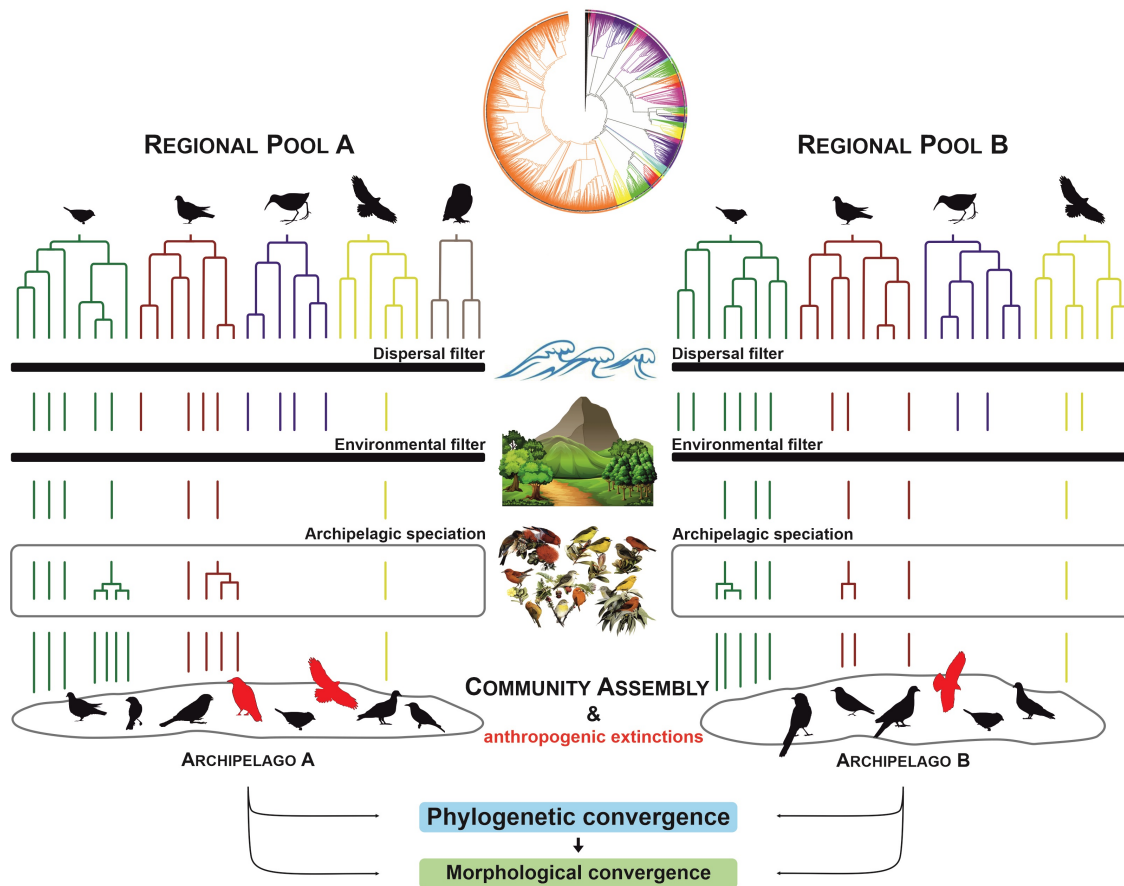 REGIONAL POOL A
REGIONAL POOL B
Dispersal filter
Dispersal filter
Environmental filter
Environmental filter
Archipelagic speciation
Archipelagic speciation
COMMUNITY ASSEMBLY
&
anthropogenic extinctions
ARCHIPELAGO A
ARCHIPELAGO B
Phylogenetic convergence
Morphological convergence